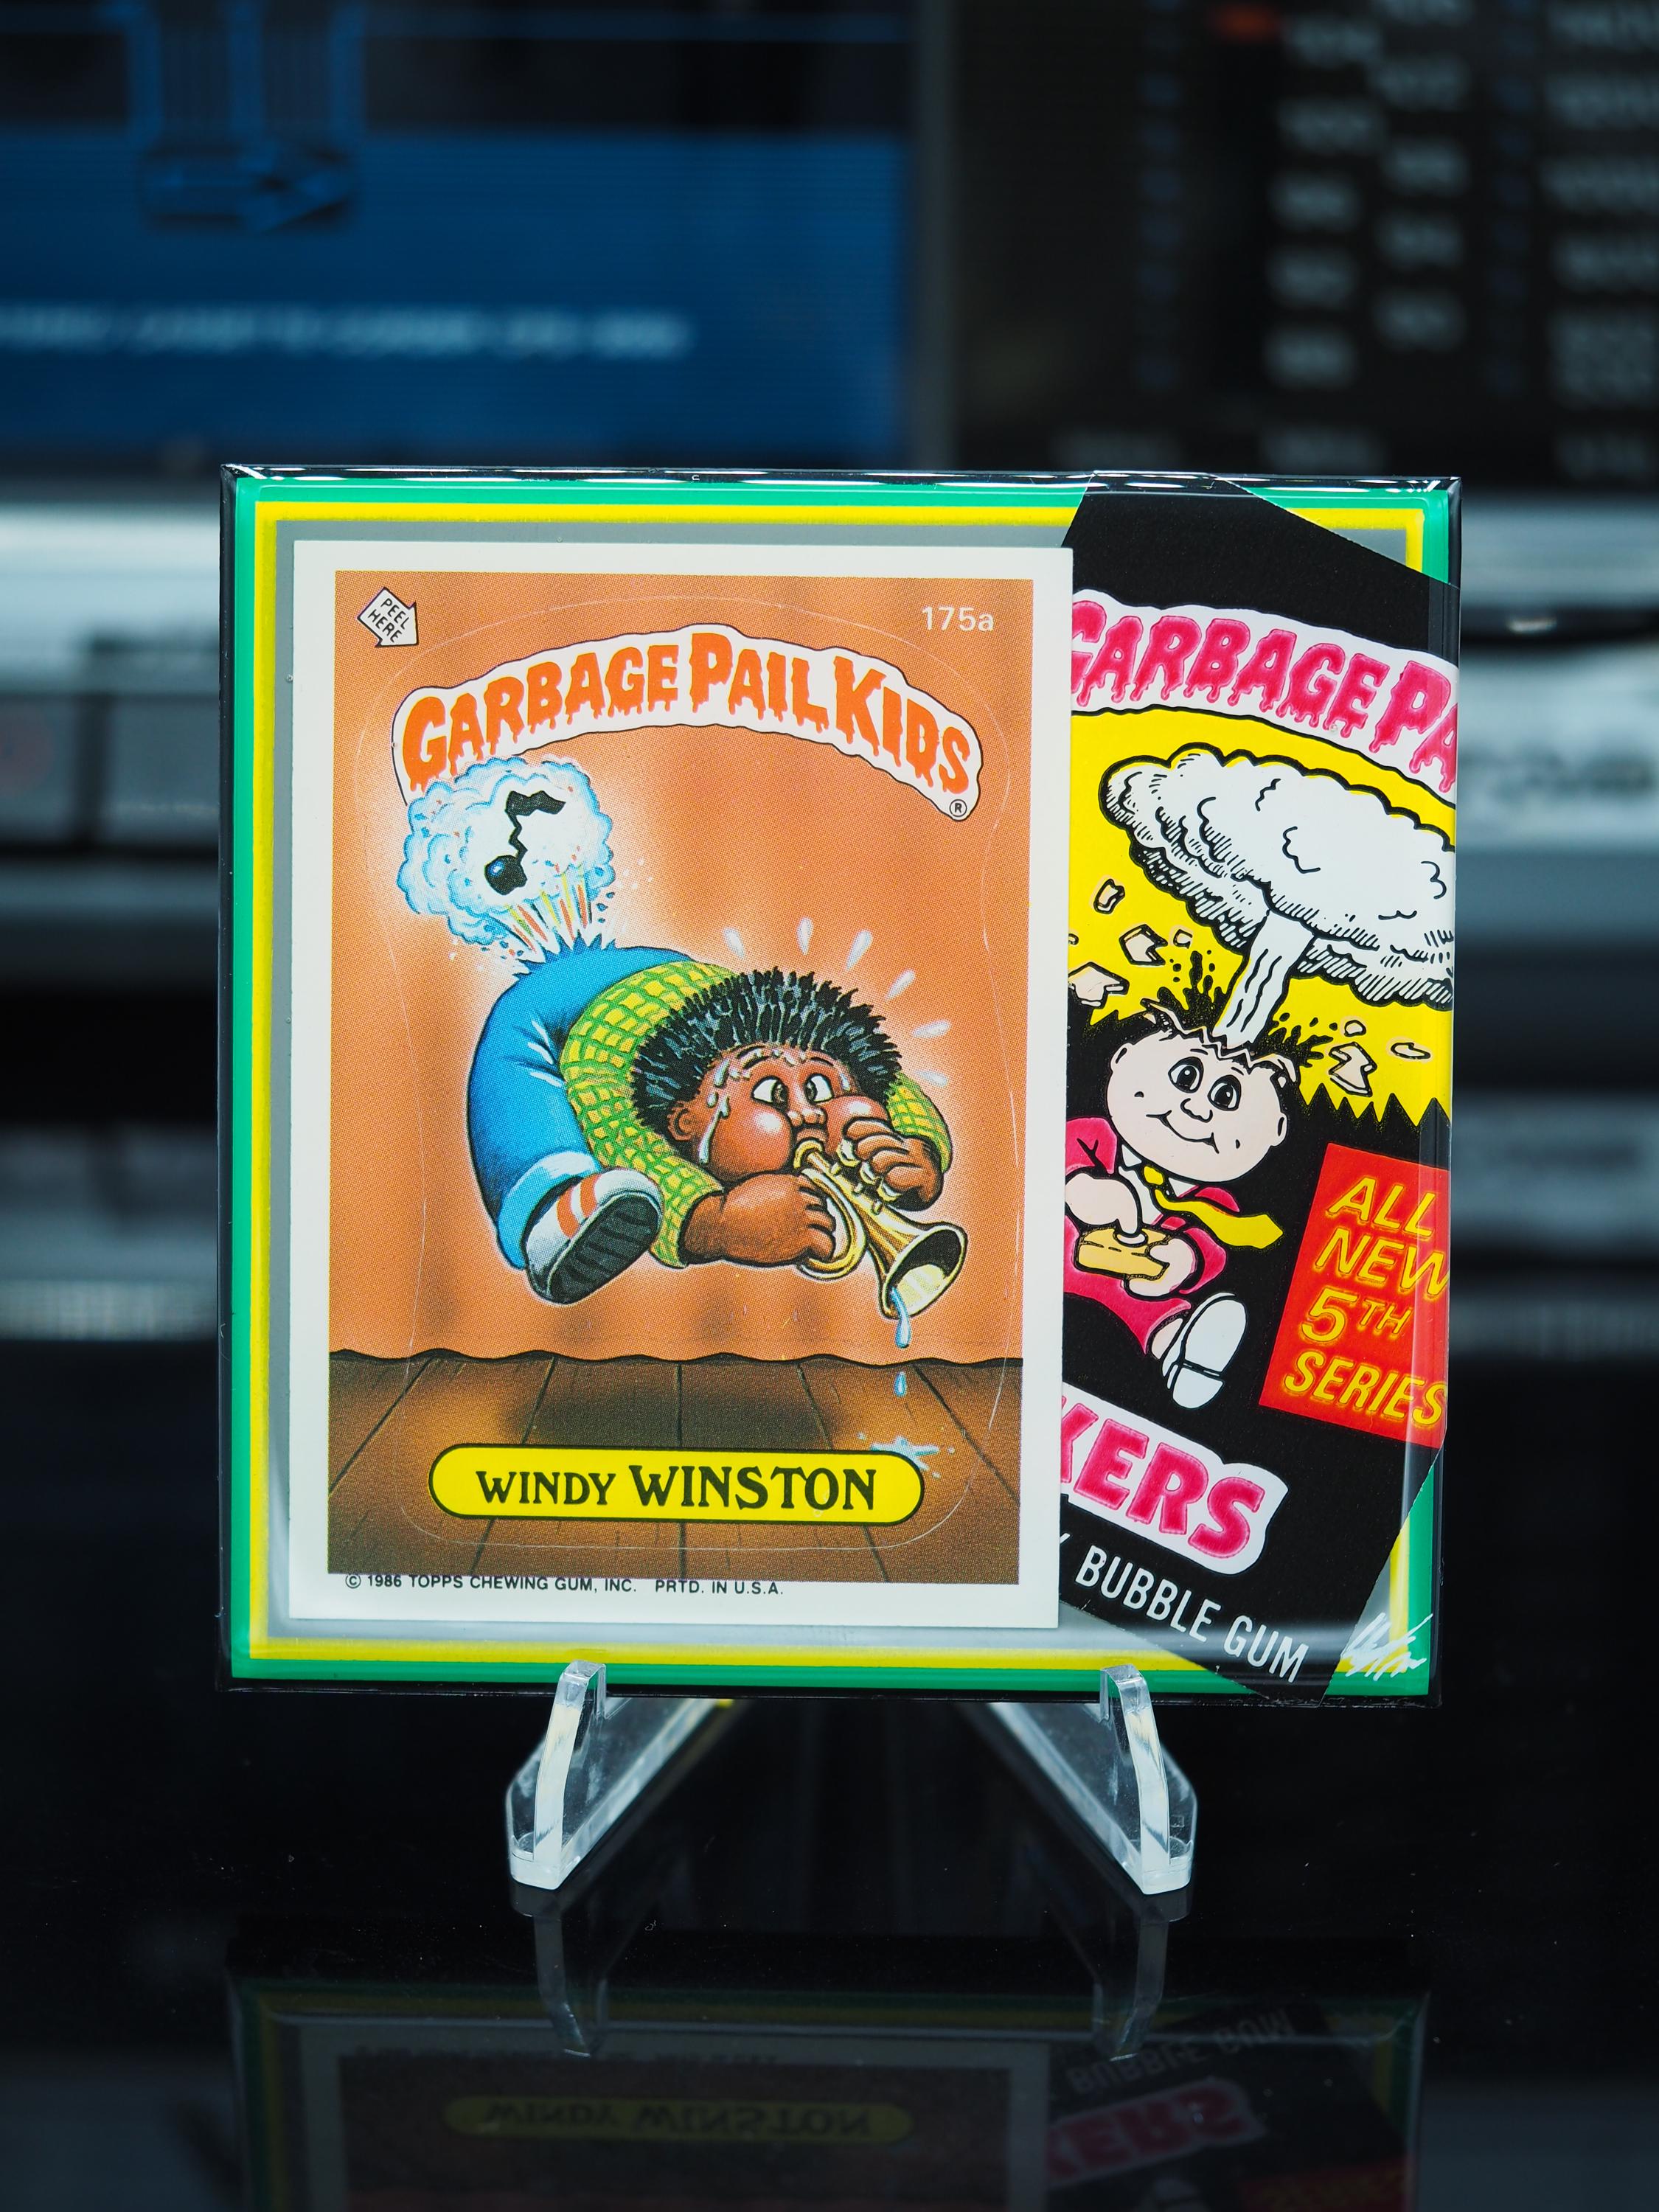 PEEL
HERE
175a
GARBAGE PAIL KIDS
®
WINDY WINSTON
© 1986 TOPPS CHEWING GUM, INC. PRTD. IN U.S.A.
GARBAGE PA
ALL
NEW
5TH
SERIES
KERS
BUBBLE GUM